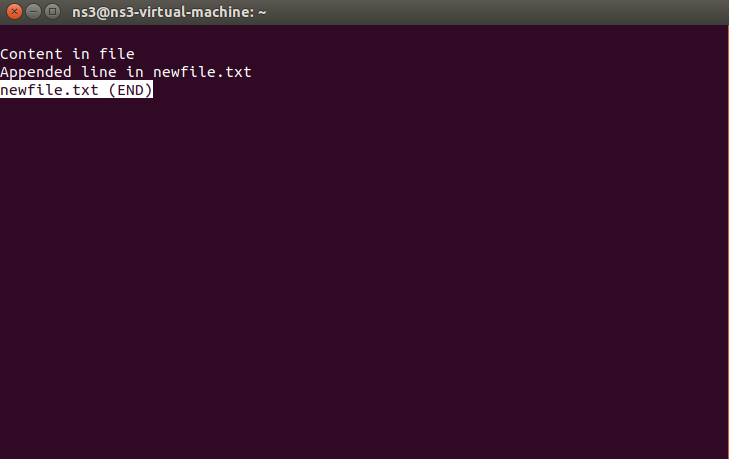 ns3@ns3-virtual-machine: ~
Content in file
Appended line in newfile.txt
newfile.txt (END)